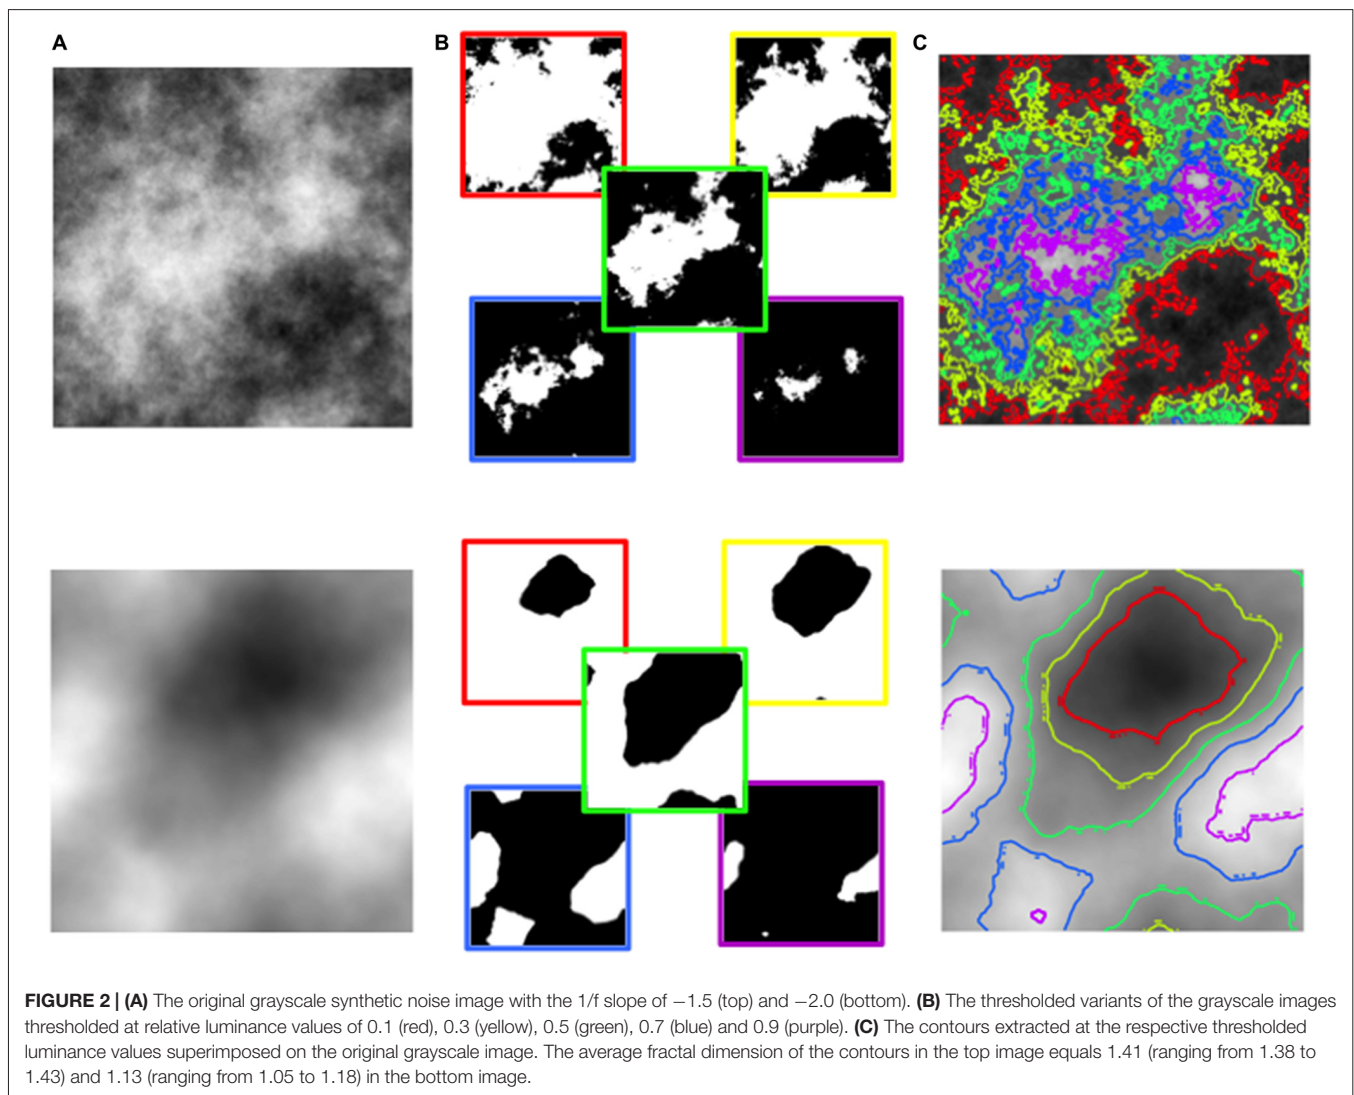 A
B
C
FIGURE 2 | (A) The original grayscale synthetic noise image with the 1/f slope of −1.5 (top) and −2.0 (bottom). (B) The thresholded variants of the grayscale images
thresholded at relative luminance values of 0.1 (red), 0.3 (yellow), 0.5 (green), 0.7 (blue) and 0.9 (purple). (C) The contours extracted at the respective thresholded
luminance values superimposed on the original grayscale image. The average fractal dimension of the contours in the top image equals 1.41 (ranging from 1.38 to
1.43) and 1.13 (ranging from 1.05 to 1.18) in the bottom image.